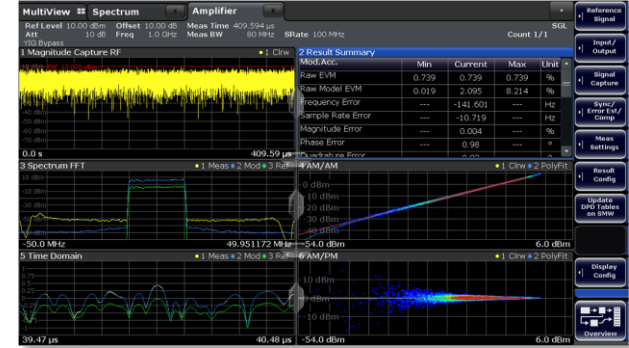 MultiView Spectrum X Amplifier X
Ref Level 10.00 dBm Offset 10.00 dB Meas Time 409.594 µs SGL
Att 10 dB Freq 1.0 GHz Meas BW 80 MHz SRate 100 MHz Count 1/1
YIG Bypass
1 Magnitude Capture RF 1 Clrw
0.0 s 409.59 µs
2 Result Summary
Mod.Acc. Min Current Max Unit
Raw EVM 0.739 0.739 0.739 %
Raw Model EVM 0.019 2.095 8.214 %
Frequency Error --- -141.601 --- Hz
Sample Rate Error --- -10.719 --- Hz
Magnitude Error --- 0.004 --- %
Phase Error --- 0.98 --- °
Quadrature Error
3 Spectrum FFT 1 Meas 2 Mod 3 Ref
-50.0 MHz 49.951172 MHz
4 AM/AM 1 Clrw 2 PolyFit
0 dBm
-54.0 dBm 6.0 dBm
5 Time Domain 1 Meas 2 Mod 3 Ref
39.47 µs 40.48 µs
6 AM/PM 1 Clrw 2 PolyFit
-54.0 dBm 6.0 dBm
Reference
Signal
Input/
Output
Signal
Capture
Sync/
Error Est/
Comp
Meas
Settings
Result
Config
Update
DPD Tables
on SMW
Display
Config
Overview